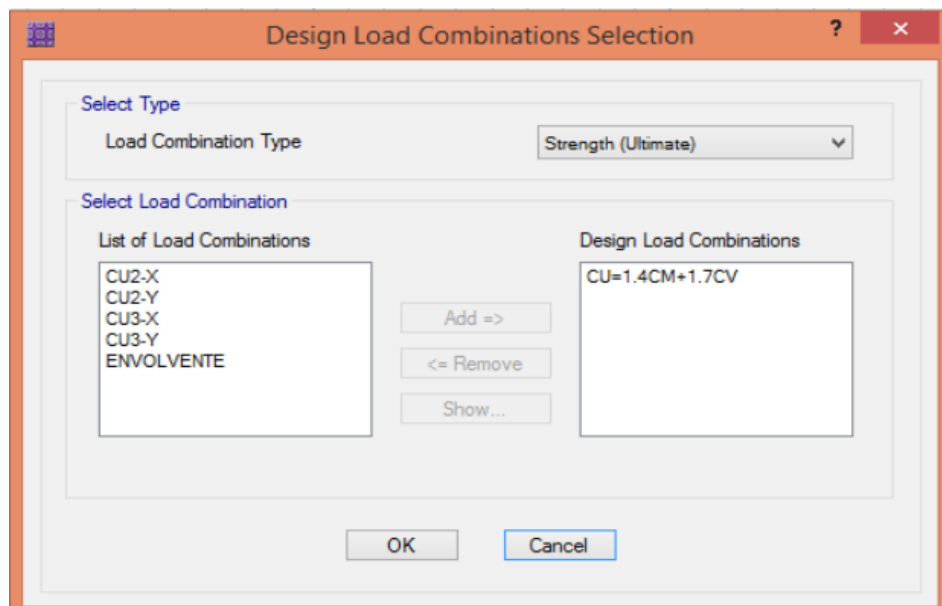 Design Load Combinations Selection
?
Select Type
Load Combination Type
Strength (Ultimate)
Select Load Combination
List of Load Combinations
Design Load Combinations
CU2-X
CU2-Y
CU3-X
CU3-Y
ENVOLVENTE
CU=1.4CM+1.7CV
Add =>
<= Remove
Show...
OK
Cancel